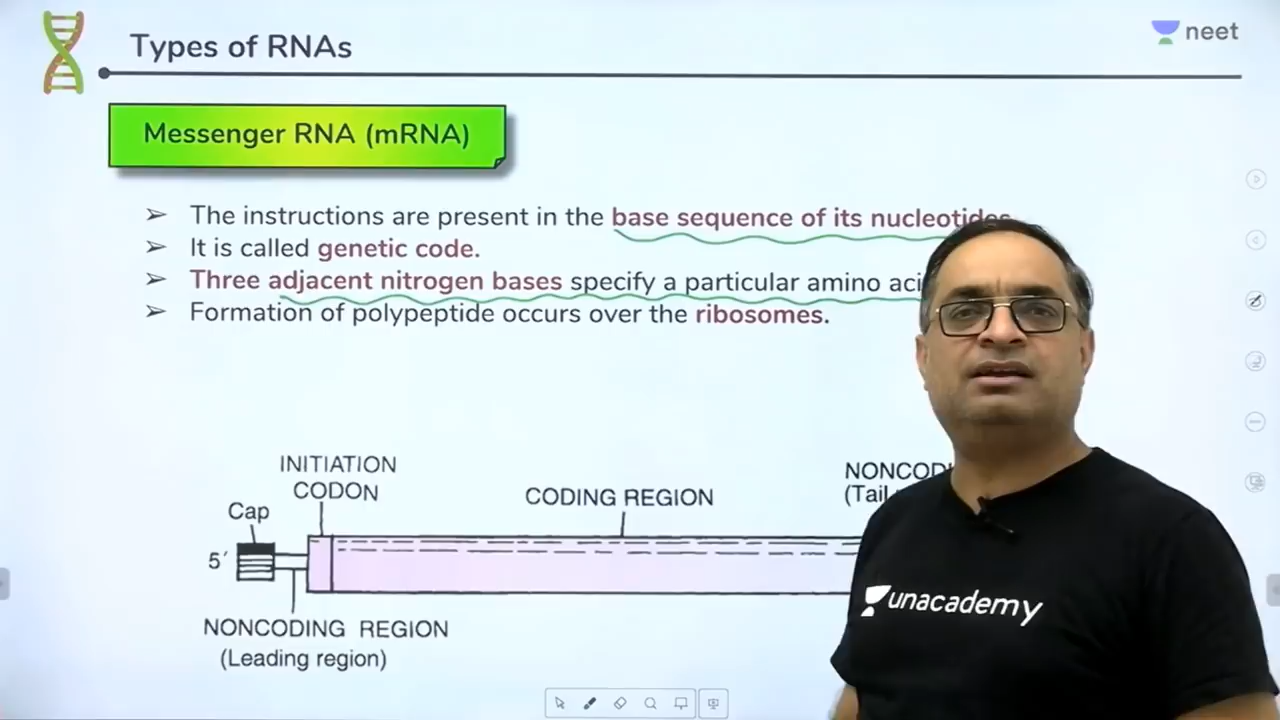 Types of RNAs
neet
Messenger RNA (mRNA)
➢ The instructions are present in the base sequence of its nucleotides
➢ It is called genetic code.
➢ Three adjacent nitrogen bases specify a particular amino
➢ Formation of polypeptide occurs over the ribosomes.
INITIATION
CODON
CODING REGION
(Tail
Cap
5′
NONCODING REGION
(Leading region)
unacademy